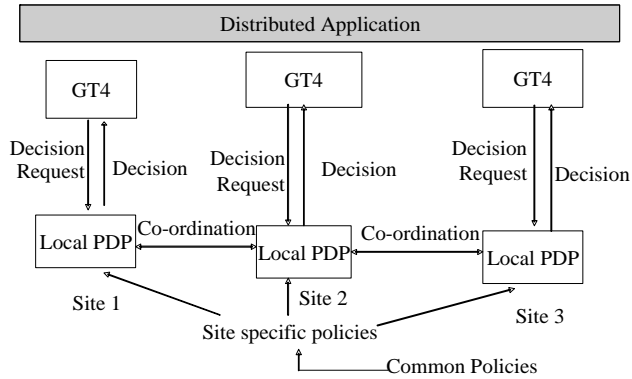 Distributed Application
GT4
GT4
GT4
Decision
Request
Decision
Decision
Request
Decision
Decision
Request
Decision
Local PDP
Co-ordination
Local PDP
Co-ordination
Local PDP
Site 1
Site 2
Site 3
Site specific policies
Common Policies